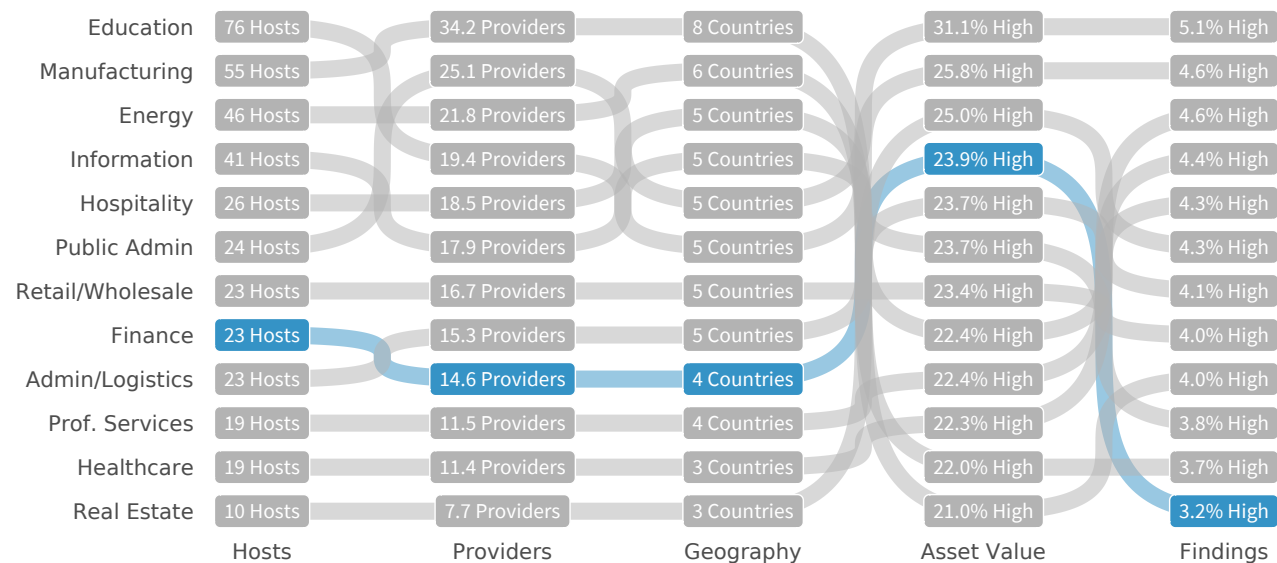 Education 76 Hosts 34.2 Providers 8 Countries 31.1% High 5.1% High
Manufacturing 55 Hosts 25.1 Providers 6 Countries 25.8% High 4.6% High
Energy 46 Hosts 21.8 Providers 5 Countries 25.0% High 4.6% High
Information 41 Hosts 19.4 Providers 5 Countries 23.9% High 4.4% High
Hospitality 26 Hosts 18.5 Providers 5 Countries 23.7% High 4.3% High
Public Admin 24 Hosts 17.9 Providers 5 Countries 23.7% High 4.3% High
Retail/Wholesale 23 Hosts 16.7 Providers 5 Countries 23.4% High 4.1% High
Finance 23 Hosts 15.3 Providers 5 Countries 22.4% High 4.0% High
Admin/Logistics 23 Hosts 14.6 Providers 4 Countries 22.4% High 4.0% High
Prof. Services 19 Hosts 11.5 Providers 4 Countries 22.3% High 3.8% High
Healthcare 19 Hosts 11.4 Providers 3 Countries 22.0% High 3.7% High
Real Estate 10 Hosts 7.7 Providers 3 Countries 21.0% High 3.2% High
Hosts Providers Geography Asset Value Findings